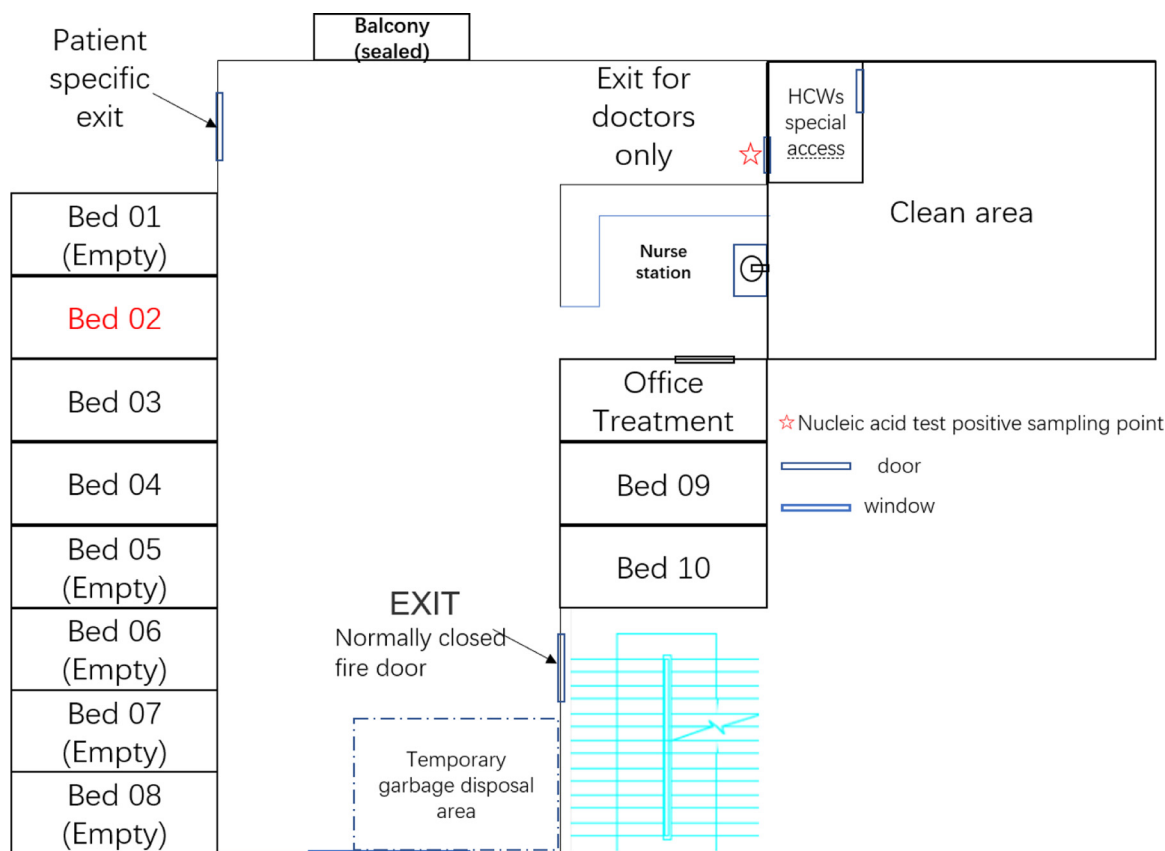 Balcony
(sealed)
Patient
specific
exit
Exit for
doctors
only
HCWs
special
access
Clean area
Bed 01
(Empty)
Nurse
station
Bed 02
Bed 03
Office
Treatment
☆Nucleic acid test positive sampling point
door
window
Bed 04
Bed 09
Bed 05
(Empty)
Bed 10
EXIT
Normally closed
fire door
Bed 06
(Empty)
Bed 07
(Empty)
Temporary
garbage disposal
area
Bed 08
(Empty)